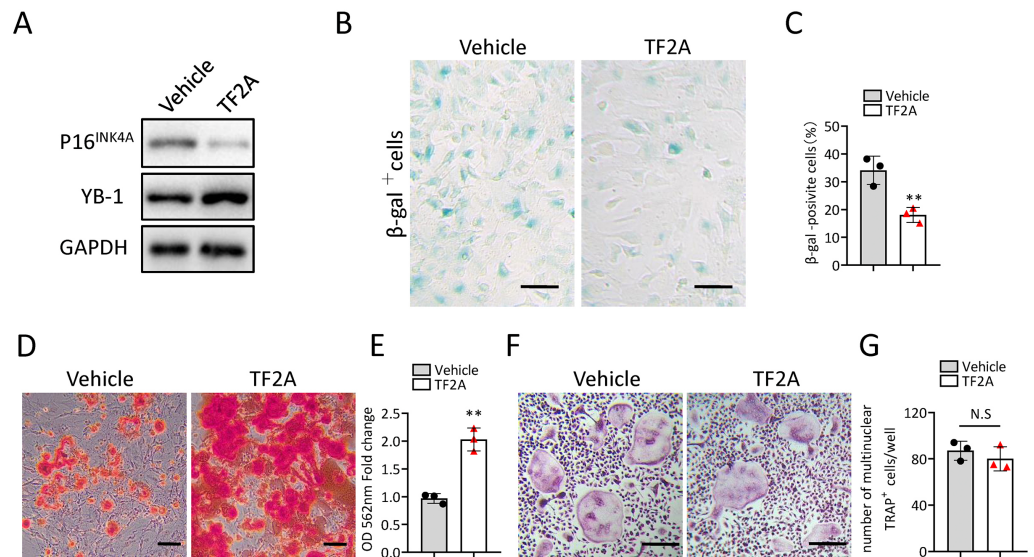 A
Vehicle
TF2A
P16INK4A
YB-1
GAPDH
B
Vehicle
TF2A
β-gal + cells
C
Vehicle
TF2A
β-gal -posivite cells (%)
50
40
30
20
10
0
**
D
Vehicle
TF2A
E
Vehicle
TF2A
OD 562nm Fold change
2.5
2.0
1.5
1.0
0.5
0.0
**
F
Vehicle
TF2A
G
Vehicle
TF2A
number of multinuclear
TRAP+ cells/well
120
80
40
0
N.S